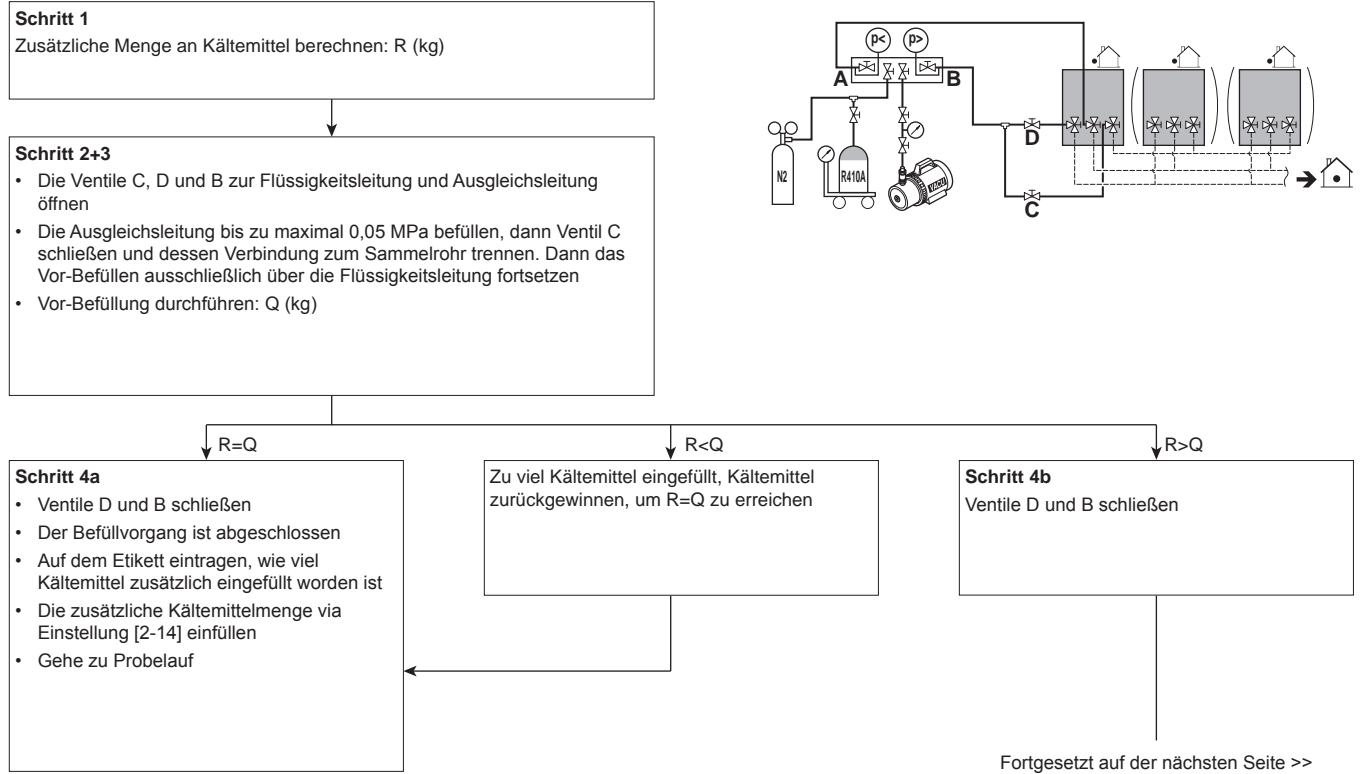 Schritt 1
Zusätzliche Menge an Kältemittel berechnen: R (kg)
p<
p>
A
B
D
C
N2
R410A
Schritt 2+3
• Die Ventile C, D und B zur Flüssigkeitsleitung und Ausgleichsleitung
öffnen
• Die Ausgleichsleitung bis zu maximal 0,05 MPa befüllen, dann Ventil C
schließen und dessen Verbindung zum Sammelrohr trennen. Dann das
Vor-Befüllen ausschließlich über die Flüssigkeitsleitung fortsetzen
• Vor-Befüllung durchführen: Q (kg)
R=Q
R<Q
R>Q
Schritt 4a
• Ventile D und B schließen
• Der Befüllvorgang ist abgeschlossen
• Auf dem Etikett eintragen, wie viel
Kältemittel zusätzlich eingefüllt worden ist
• Die zusätzliche Kältemittelmenge via
Einstellung [2-14] einfüllen
• Gehe zu Probelauf
Zu viel Kältemittel eingefüllt, Kältemittel
zurückgewinnen, um R=Q zu erreichen
Schritt 4b
Ventile D und B schließen
Fortgesetzt auf der nächsten Seite >>